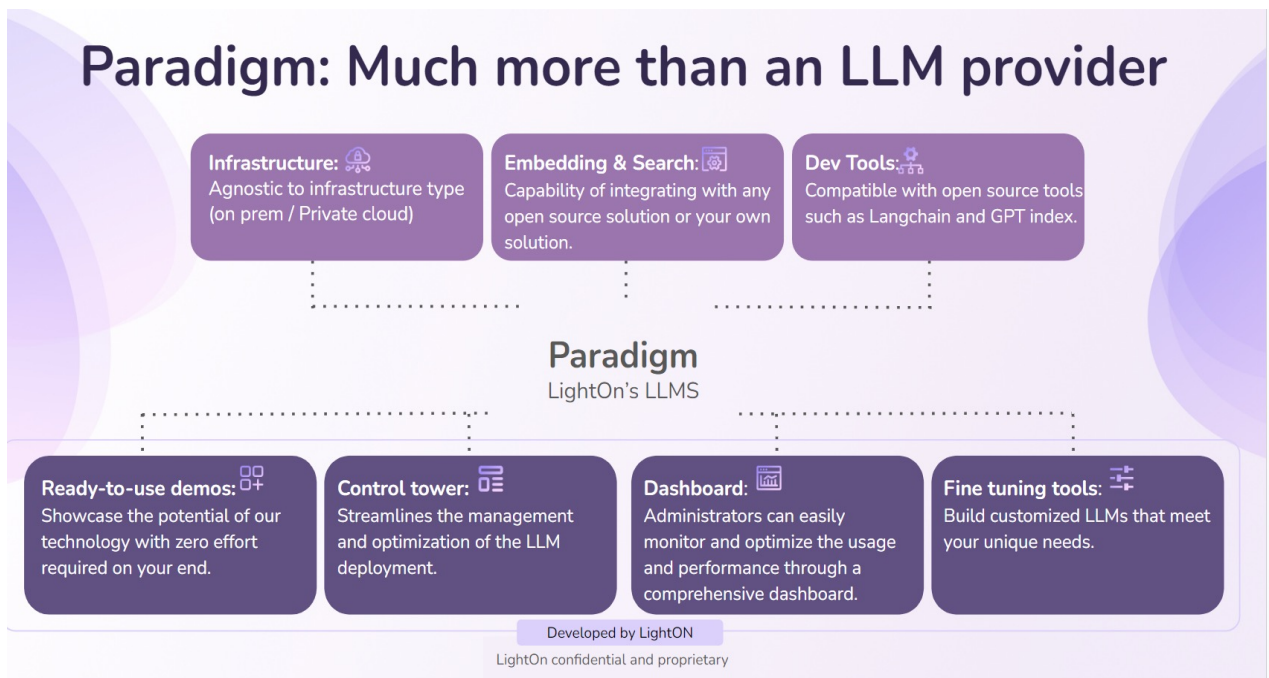 Paradigm: Much more than an LLM provider
Infrastructure:
Agnostic to infrastructure type
(on prem / Private cloud)
Embedding & Search:
Capability of integrating with any
open source solution or your own
solution.
Dev Tools:
Compatible with open source tools
such as Langchain and GPT index.
Paradigm
LightOn’s LLMS
Ready-to-use demos:
Showcase the potential of our
technology with zero effort
required on your end.
Control tower:
Streamlines the management
and optimization of the LLM
deployment.
Dashboard:
Administrators can easily
monitor and optimize the usage
and performance through a
comprehensive dashboard.
Fine tuning tools:
Build customized LLMs that meet
your unique needs.
Developed by LightON
LightOn confidential and proprietary